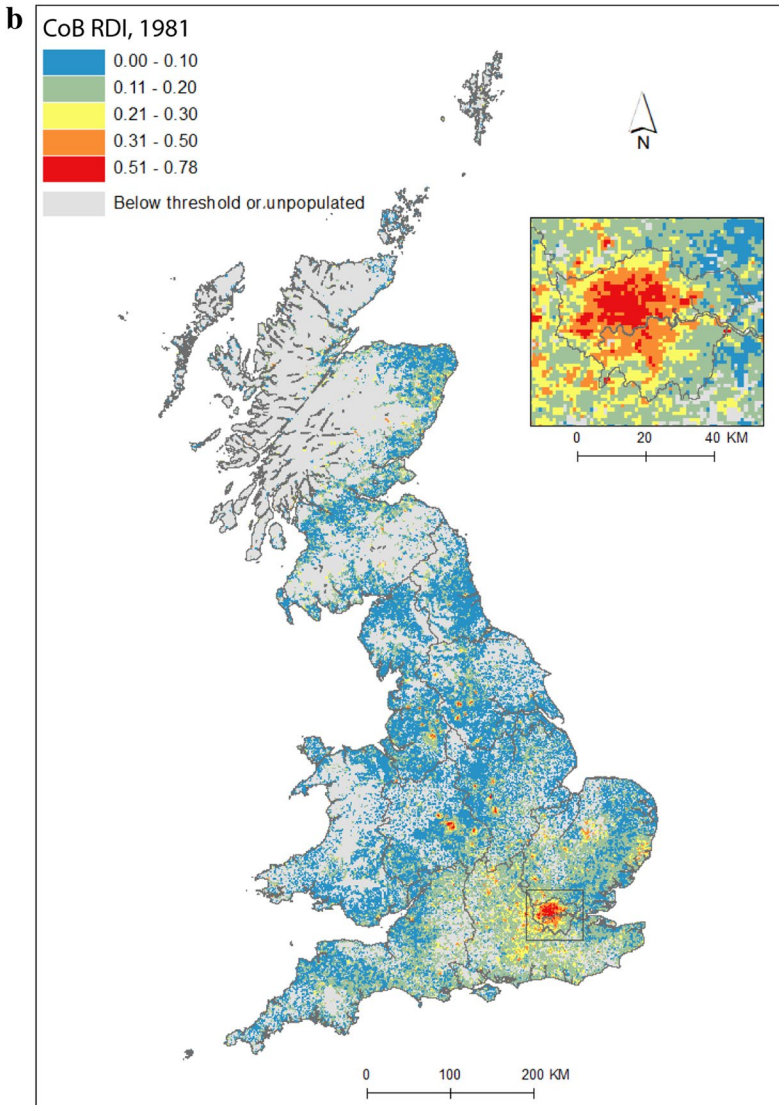 b
CoB RDI, 1981
0.00 - 0.10
0.11 - 0.20
0.21 - 0.30
0.31 - 0.50
0.51 - 0.78
Below threshold or.unpopulated
N
0 20 40 KM
0 100 200 KM